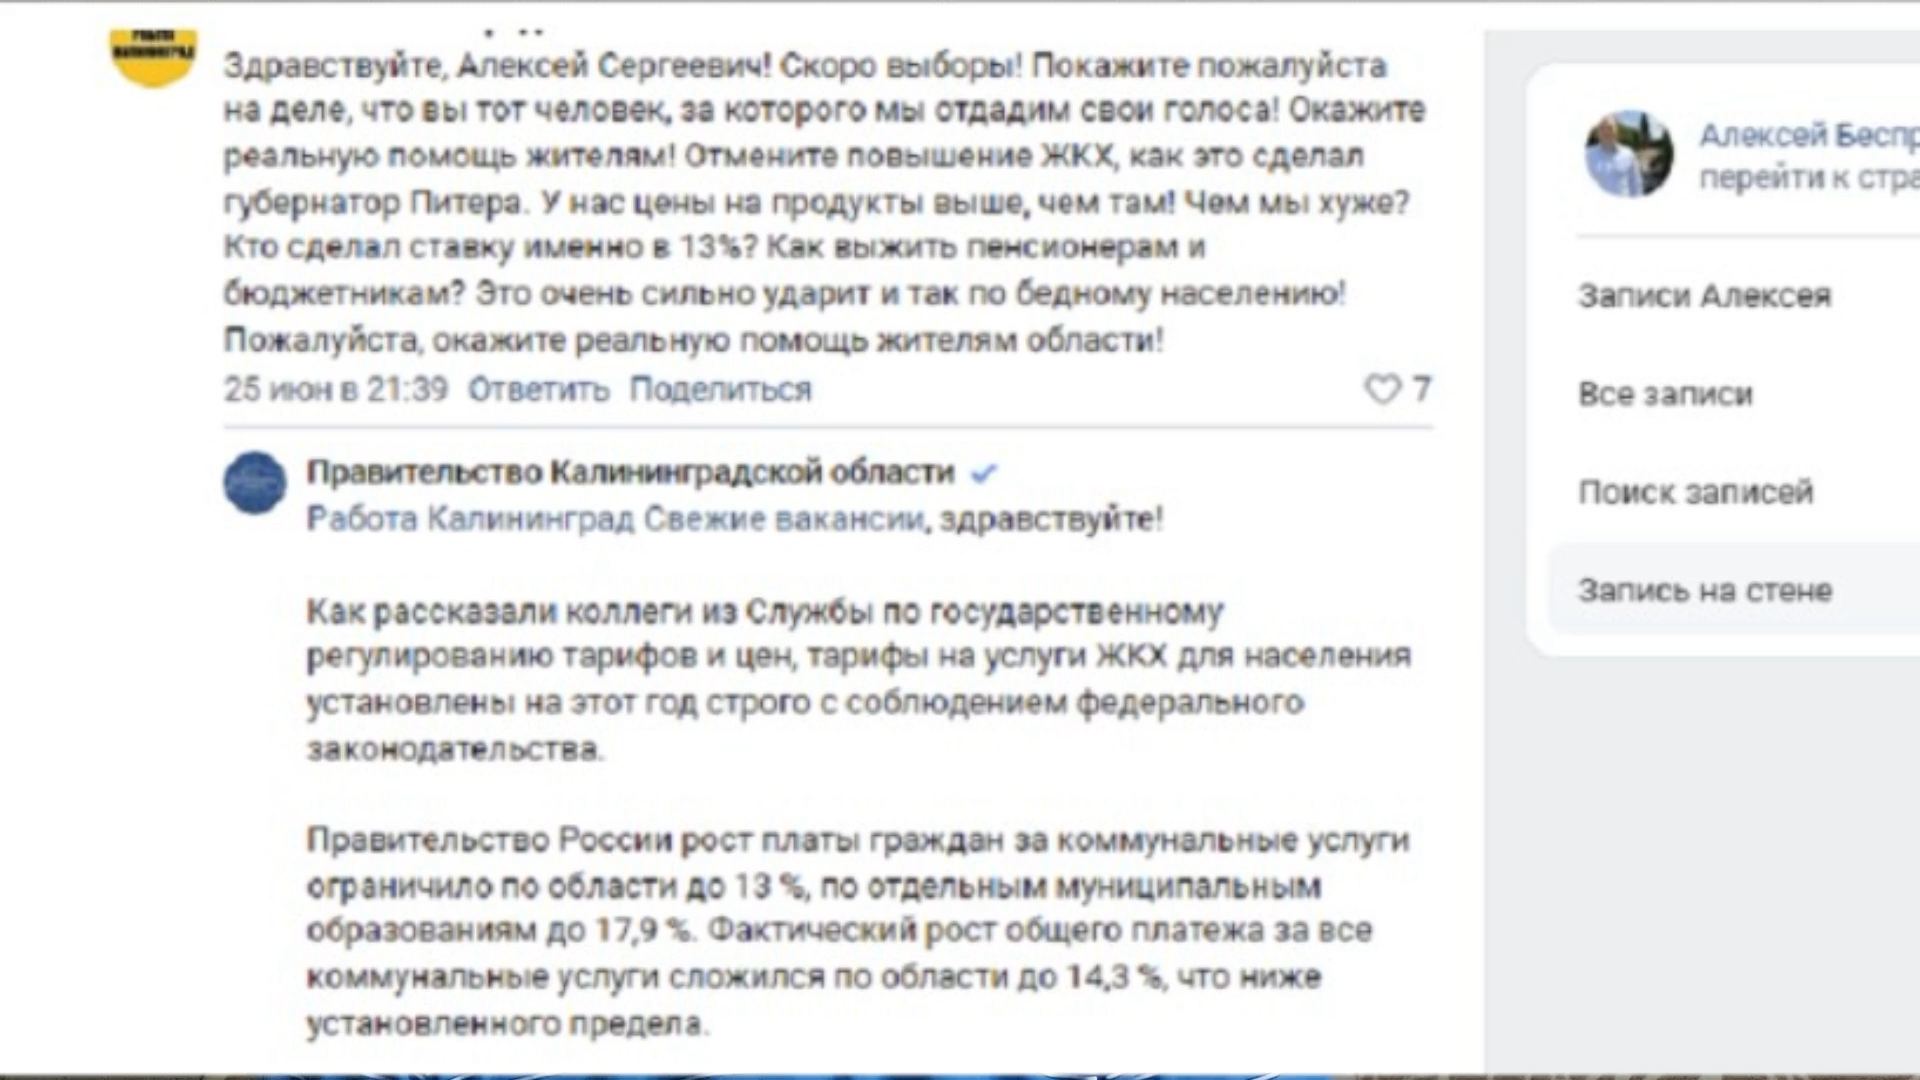 РАБОТА
КАЛИНИНГРАД
Здравствуйте, Алексей Сергеевич! Скоро выборы! Покажите пожалуйста
на деле, что вы тот человек, за которого мы отдадим свои голоса! Окажите
реальную помощь жителям! Отмените повышение ЖКХ, как это сделал
губернатор Питера. У нас цены на продукты выше, чем там! Чем мы хуже?
Кто сделал ставку именно в 13%? Как выжить пенсионерам и
бюджетникам? Это очень сильно ударит и так по бедному населению!
Пожалуйста, окажите реальную помощь жителям области!
25 июн в 21:39 Ответить Поделиться 7
Правительство Калининградской области
Работа Калининград Свежие вакансии, здравствуйте!
Как рассказали коллеги из Службы по государственному
регулированию тарифов и цен, тарифы на услуги ЖКХ для населения
установлены на этот год строго с соблюдением федерального
законодательства.
Правительство России рост платы граждан за коммунальные услуги
ограничило по области до 13 %, по отдельным муниципальным
образованиям до 17,9 %. Фактический рост общего платежа за все
коммунальные услуги сложился по области до 14,3 %, что ниже
установленного предела.
Алексей Беспр
перейти к стра
Записи Алексея
Все записи
Поиск записей
Запись на стене